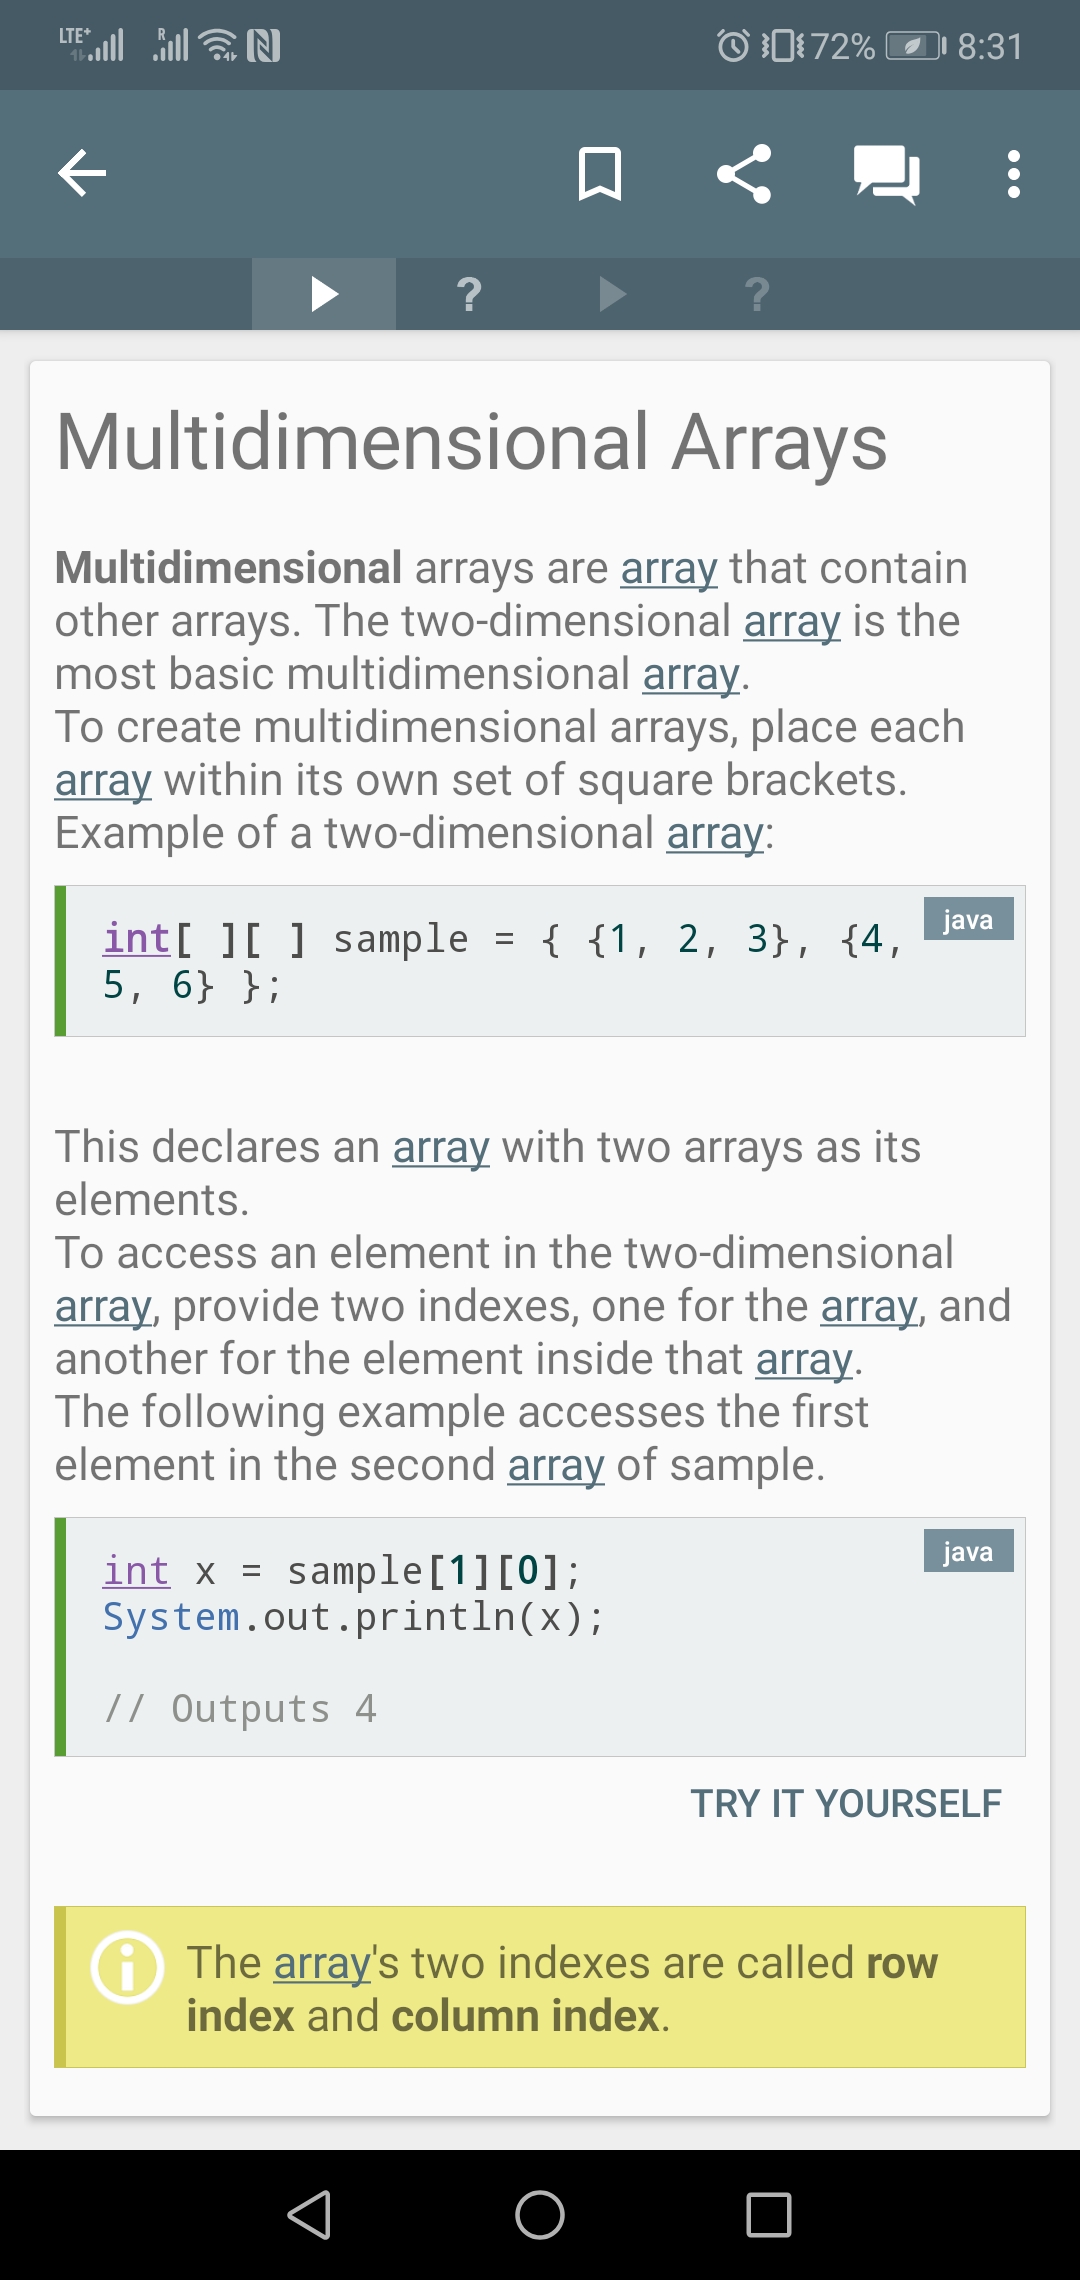 LTE+ R 72% 8:31
? ?
Multidimensional Arrays
Multidimensional arrays are array that contain
other arrays. The two-dimensional array is the
most basic multidimensional array.
To create multidimensional arrays, place each
array within its own set of square brackets.
Example of a two-dimensional array:
java
int[ ][ ] sample = { {1, 2, 3}, {4,
5, 6} };
This declares an array with two arrays as its
elements.
To access an element in the two-dimensional
array, provide two indexes, one for the array, and
another for the element inside that array.
The following example accesses the first
element in the second array of sample.
java
int x = sample[1][0];
System.out.println(x);
// Outputs 4
TRY IT YOURSELF
The array's two indexes are called row
index and column index.